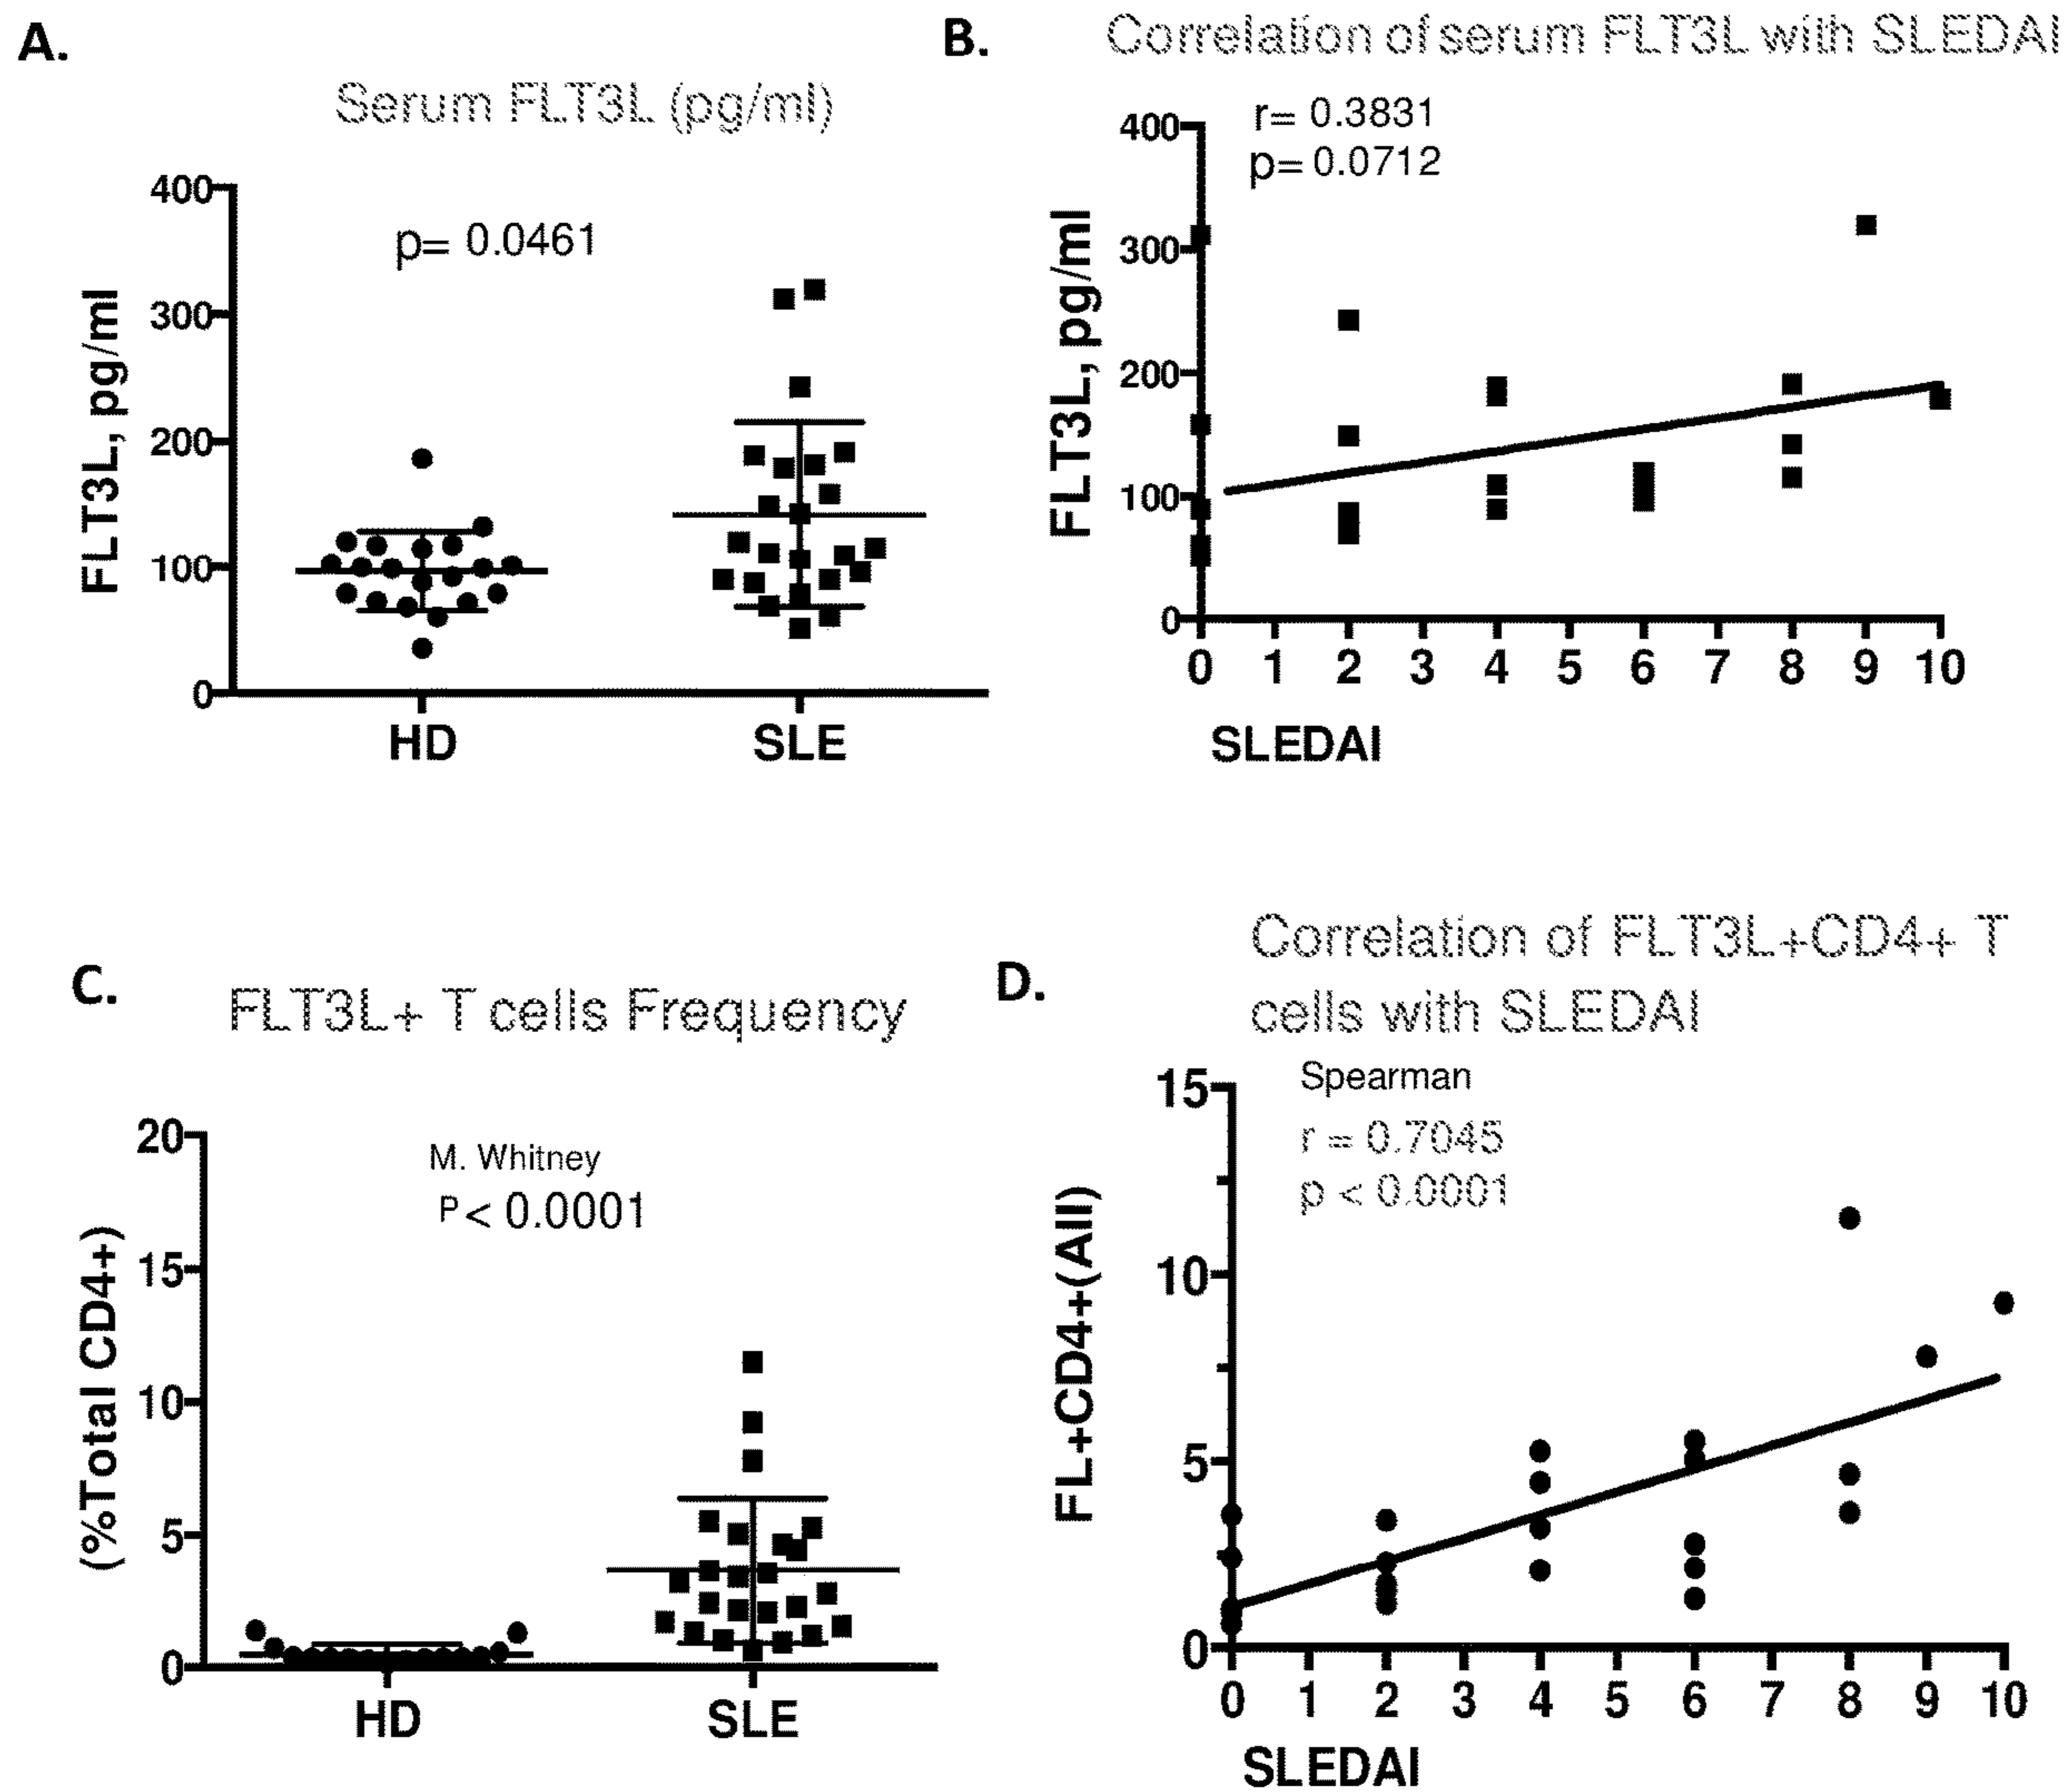 A.
Serum FLT3L (pg/ml)
p= 0.0461
FLT3L, pg/ml
400
300
200
100
0
HD
SLE
B.
Correlation of serum FLT3L with SLEDAI
r= 0.3831
p= 0.0712
FLT3L, pg/ml
400
300
200
100
0
0 1 2 3 4 5 6 7 8 9 10
SLEDAI
C.
FLT3L+ T cells Frequency
M. Whitney
P< 0.0001
(%Total CD4+)
20
15
10
5
0
HD
SLE
D.
Correlation of FLT3L+CD4+ T
cells with SLEDAI
Spearman
r = 0.7045
p < 0.0001
FL+CD4+(All)
15
10
5
0
0 1 2 3 4 5 6 7 8 9 10
SLEDAI